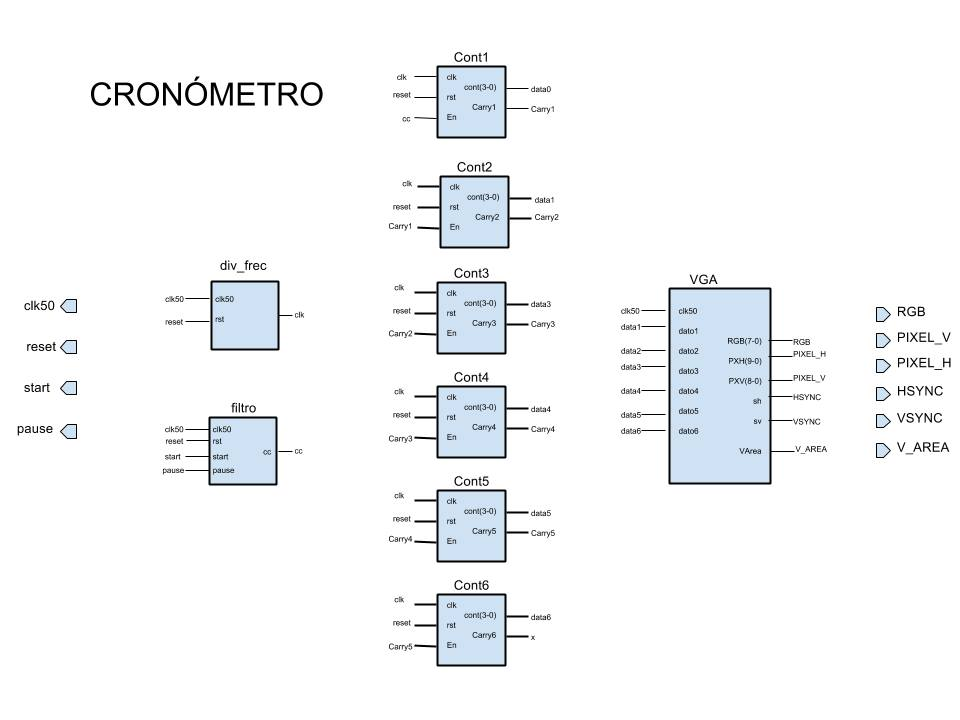 CRONÓMETRO
clk50
reset
start
pause
div_frec
clk50
reset
clk50
rst
clk
filtro
clk50
reset
start
pause
clk50
rst
start
pause
cc
cc
Cont1
clk
reset
cc
clk
rst
En
cont(3-0)
Carry1
data0
Carry1
Cont2
clk
reset
Carry1
clk
rst
En
cont(3-0)
Carry2
data1
Carry2
Cont3
clk
reset
Carry2
clk
rst
En
cont(3-0)
Carry3
data3
Carry3
Cont4
clk
reset
Carry3
clk
rst
En
cont(3-0)
Carry4
data4
Carry4
Cont5
clk
reset
Carry4
clk
rst
En
cont(3-0)
Carry5
data5
Carry5
Cont6
clk
reset
Carry5
clk
rst
En
cont(3-0)
Carry6
data6
x
VGA
clk50
data1
data2
data3
data4
data5
data6
clk50
dato1
dato2
dato3
dato4
dato5
dato6
RGB(7-0)
PXH(9-0)
PXV(8-0)
sh
sv
VArea
RGB
PIXEL_H
PIXEL_V
HSYNC
VSYNC
V_AREA
RGB
PIXEL_V
PIXEL_H
HSYNC
VSYNC
V_AREA